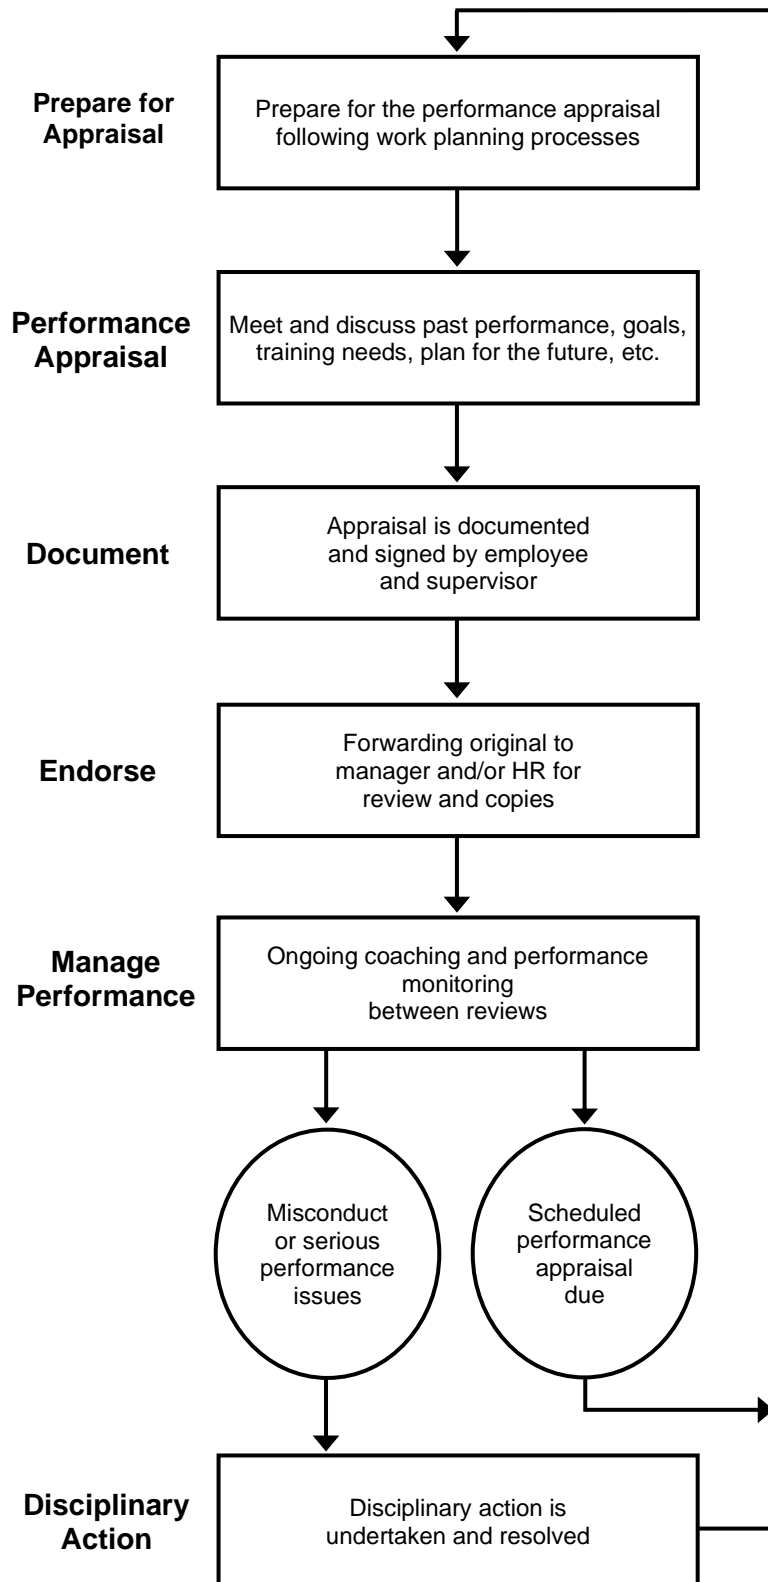 Prepare for
Appraisal
Prepare for the performance appraisal
following work planning processes
Performance
Appraisal
Meet and discuss past performance, goals,
training needs, plan for the future, etc.
Document
Appraisal is documented
and signed by employee
and supervisor
Endorse
Forwarding original to
manager and/or HR for
review and copies
Manage
Performance
Ongoing coaching and performance
monitoring
between reviews
Misconduct
or serious
performance
issues
Scheduled
performance
appraisal
due
Disciplinary
Action
Disciplinary action is
undertaken and resolved